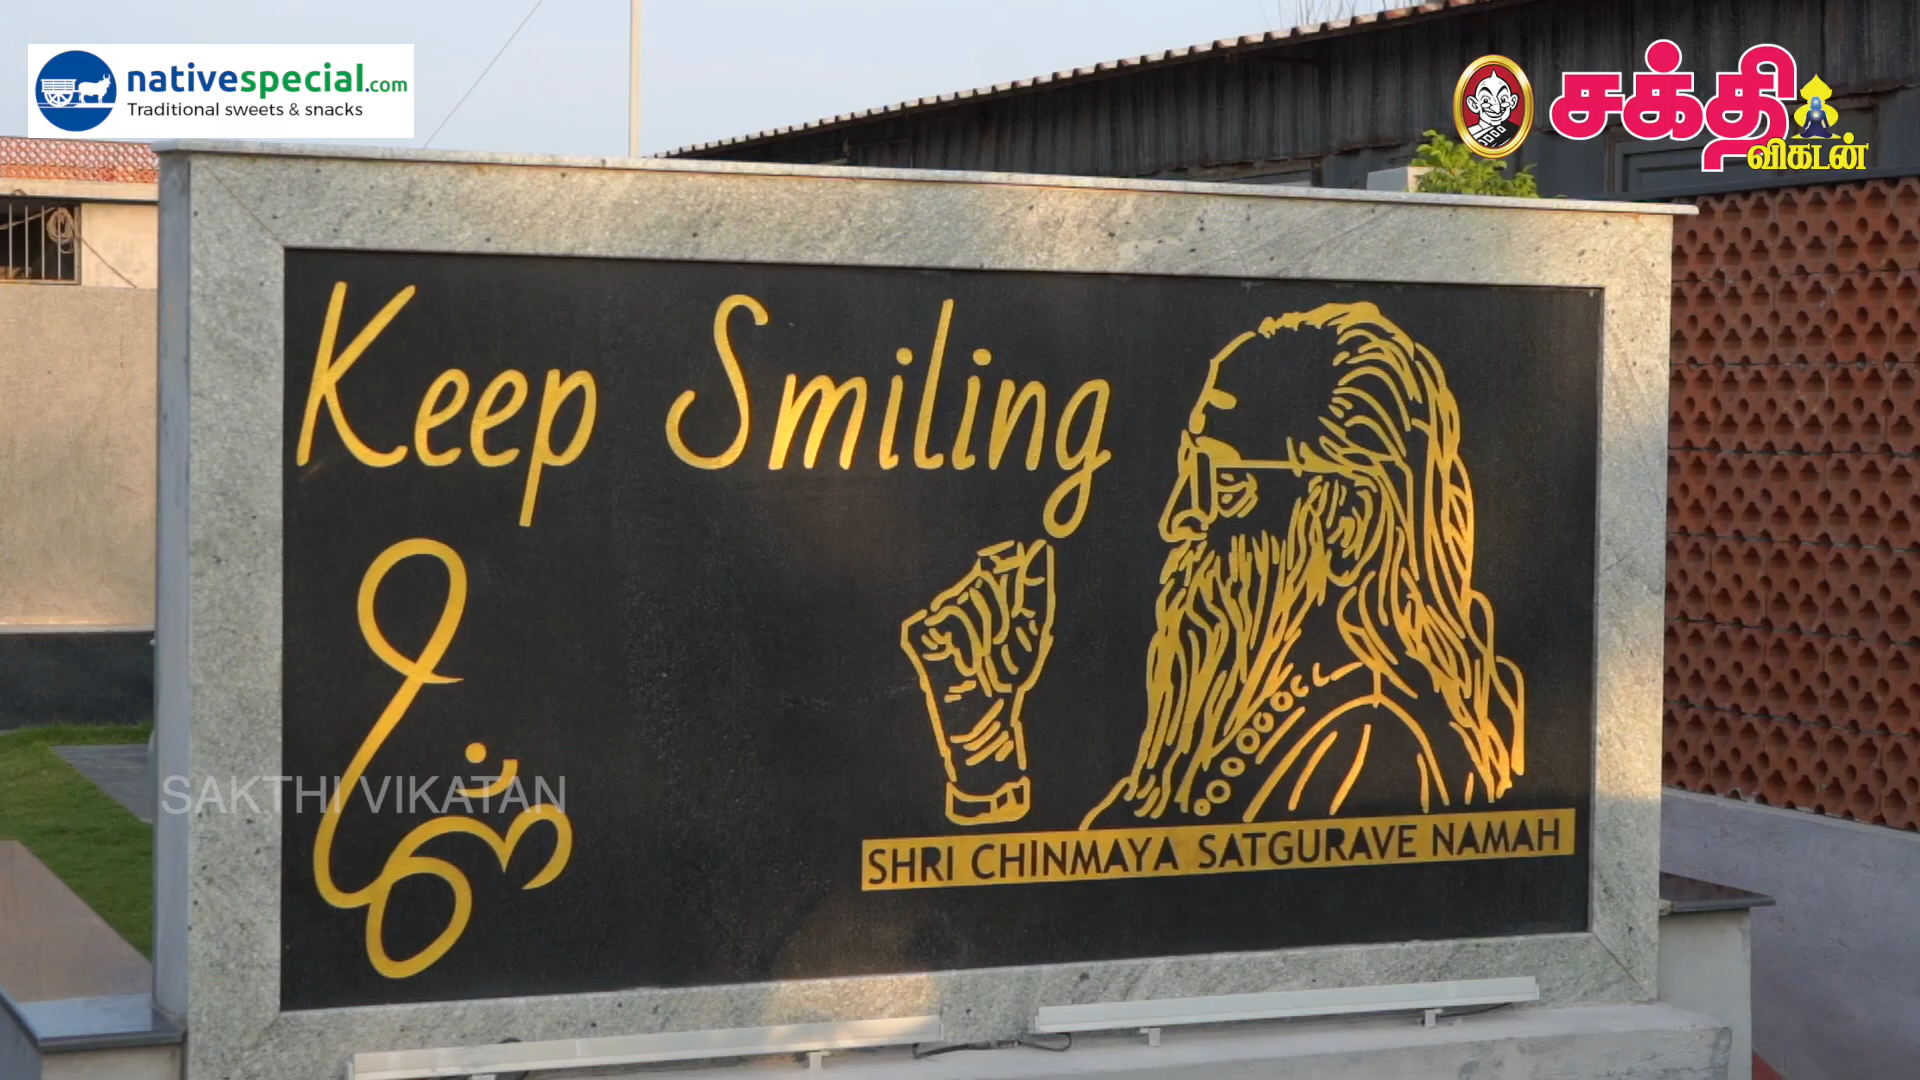 nativespecial.com
Traditional sweets & snacks
சக்தி
விகடன்
Keep Smiling
SAKTHI VIKATAN
SHRI CHINMAYA SATGURAVE NAMAH